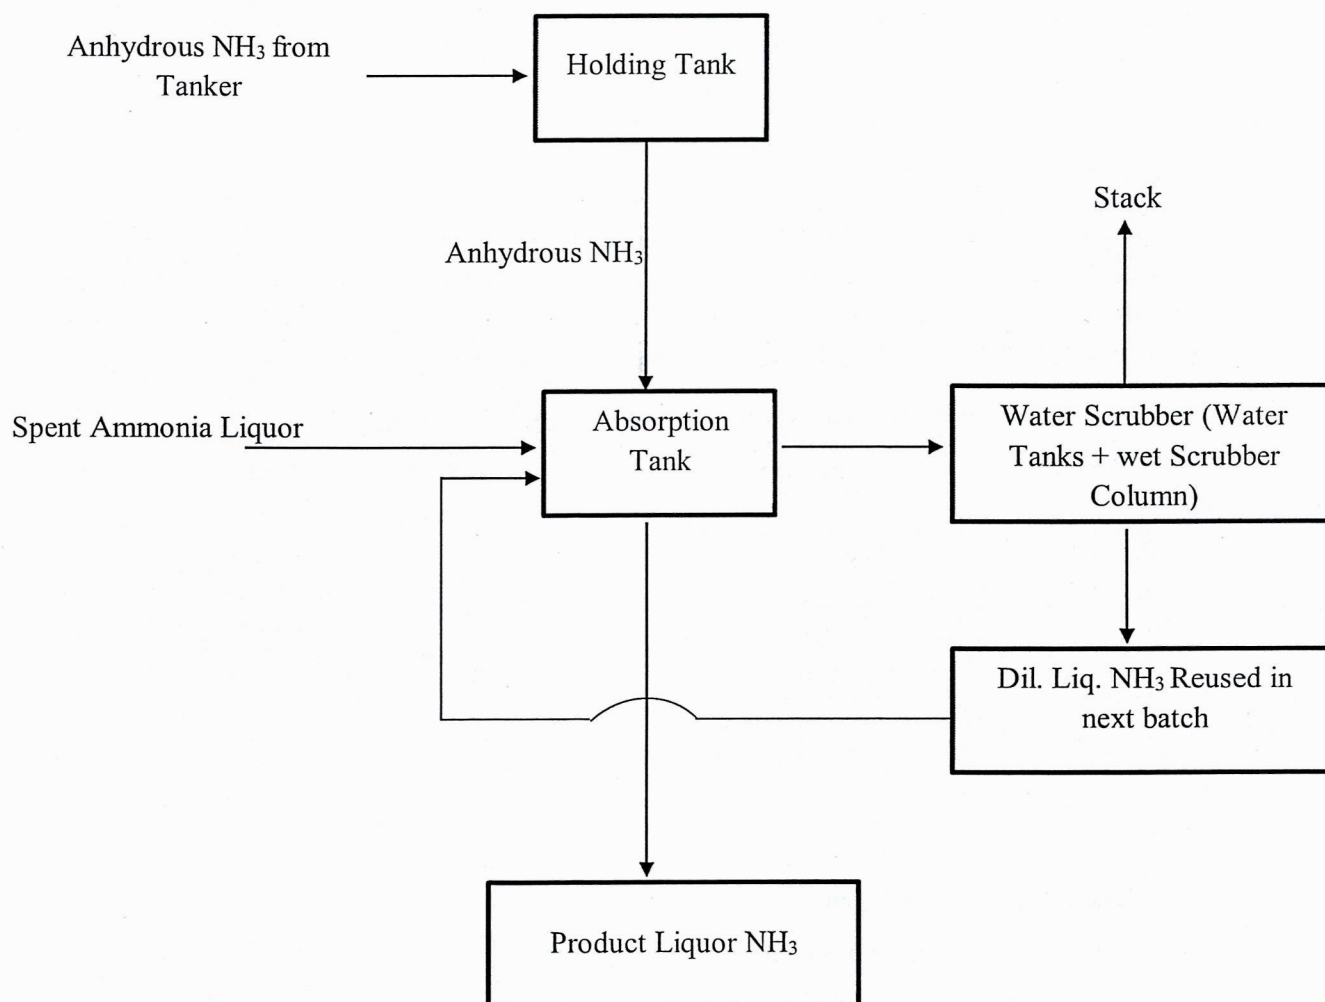 Anhydrous NH₃ from
Tanker
Holding Tank
Anhydrous NH₃
Stack
Spent Ammonia Liquor
Absorption
Tank
Water Scrubber (Water
Tanks + wet Scrubber
Column)
Dil. Liq. NH₃ Reused in
next batch
Product Liquor NH₃